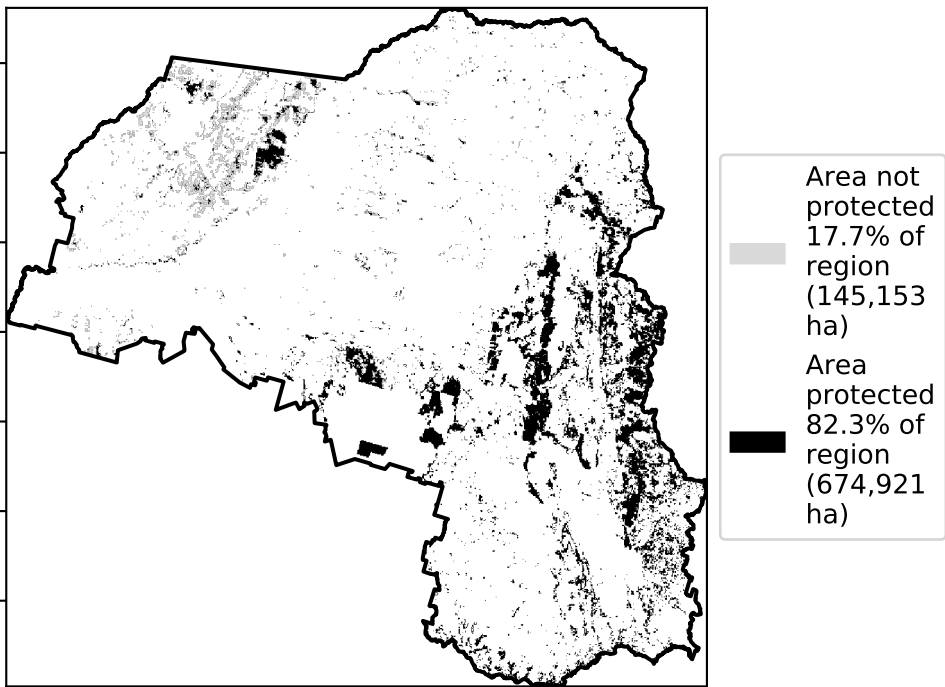 Area not
protected
17.7% of
region
(145,153
ha)
Area
protected
82.3% of
region
(674,921
ha)